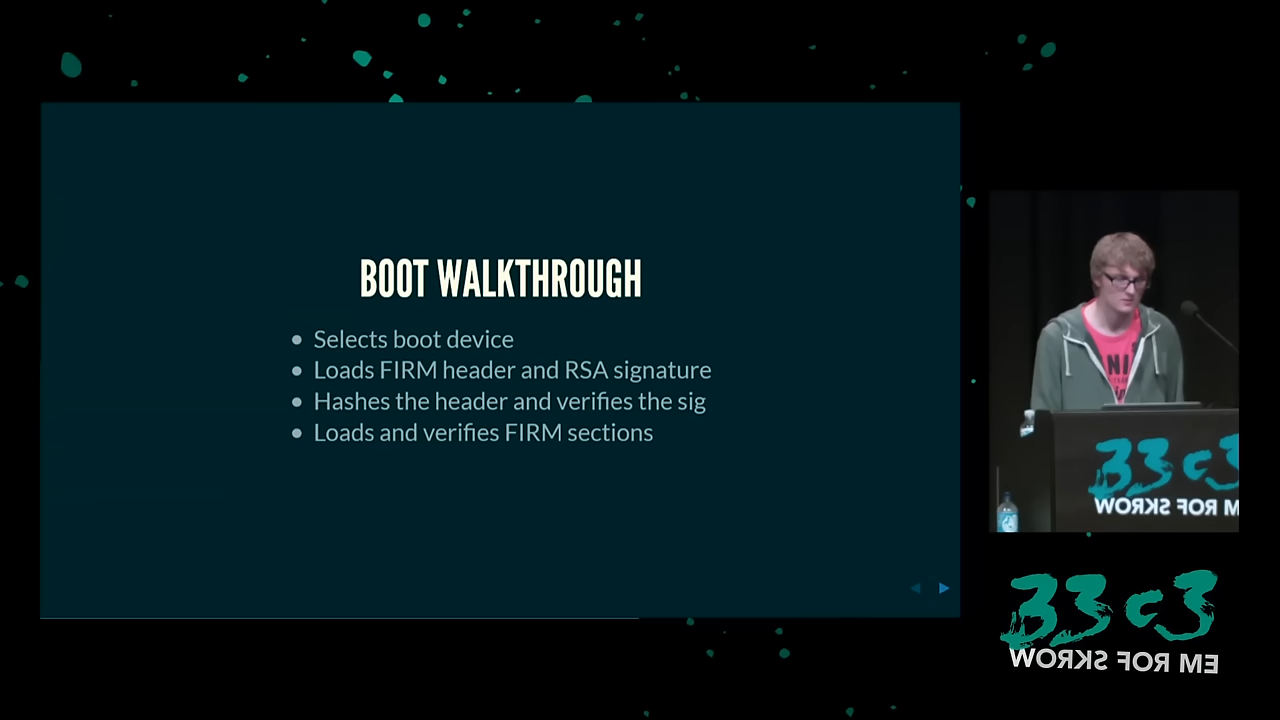 BOOT WALKTHROUGH
• Selects boot device
• Loads FIRM header and RSA signature
• Hashes the header and verifies the sig
• Loads and verifies FIRM sections
33c3
WORKS FOR M
33c3
WORKS FOR ME